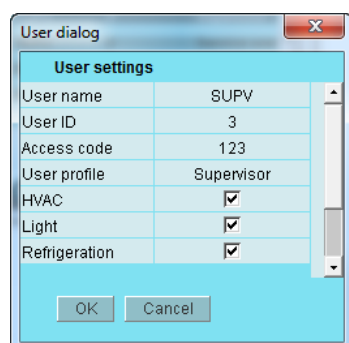 User dialog
User settings
User name SUPV
User ID 3
Access code 123
User profile Supervisor
HVAC
Light
Refrigeration
OK Cancel